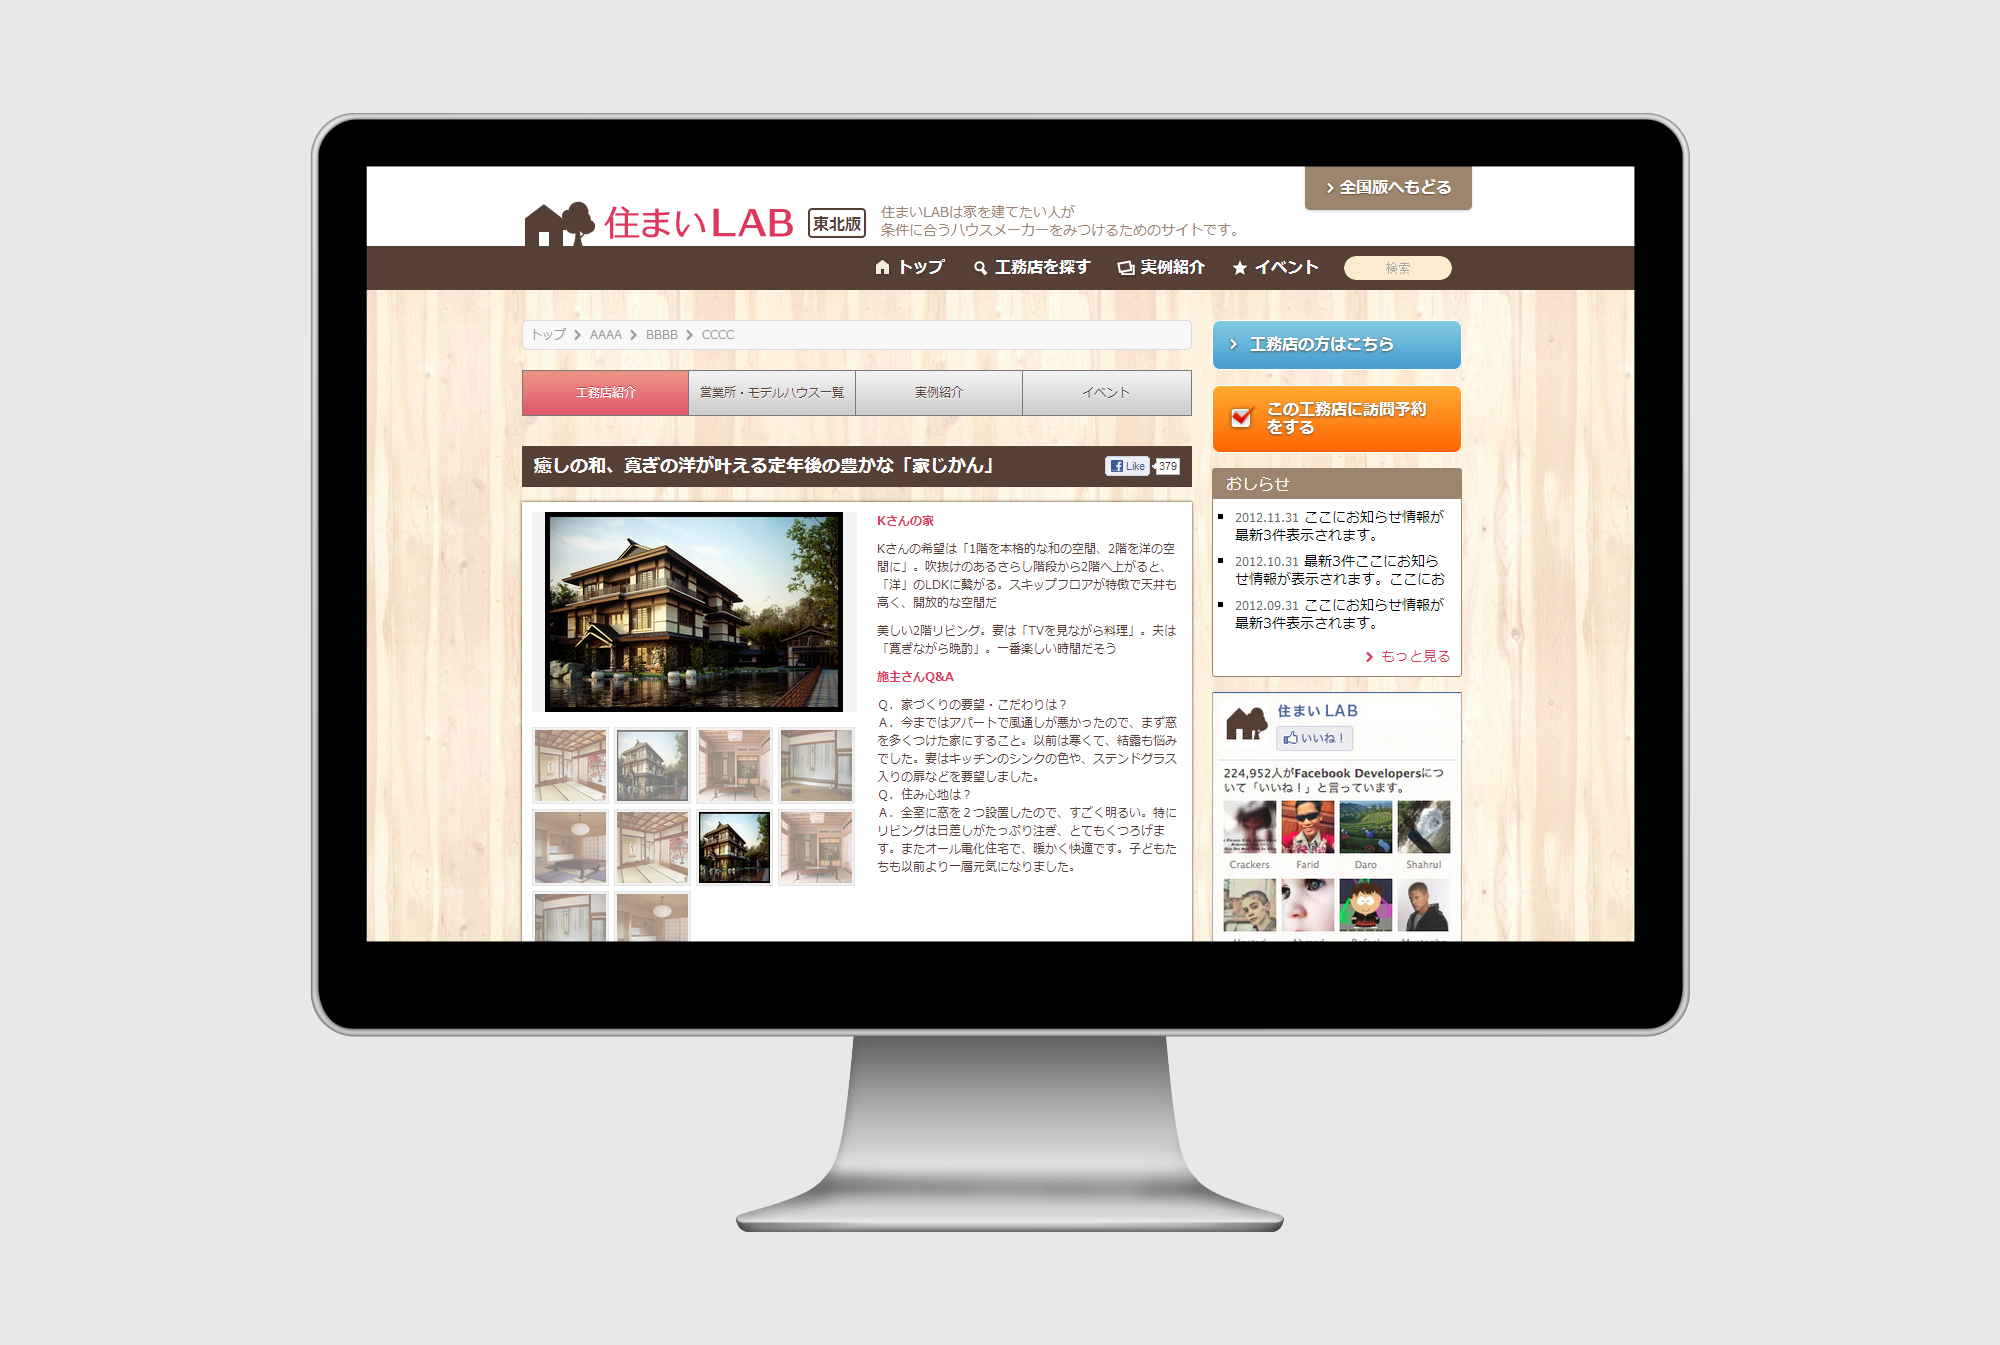 全国版へもどる
住まいLAB 東北版
住まいLABは家を建てたい人が
条件に合うハウスメーカーをみつけるためのサイトです。
トップ 工務店を探す 実例紹介 イベント 検索
トップ AAAA BBBB CCCC
工務店紹介 営業所・モデルハウス一覧 実例紹介 イベント
癒しの和、寛ぎの洋が叶える定年後の豊かな「家じかん」
Like 379
Kさんの家
Kさんの希望は「1階を本格的な和の空間、2階を洋の空
間に」。吹抜けのあるさらし階段から2階へ上がると、
「洋」のLDKに繋がる。スキップフロアが特徴で天井も
高く、開放的な空間だ
美しい2階リビング。妻は「TVを見ながら料理」。夫は
「寛ぎながら晩酌」。一番楽しい時間だそう
施主さんQ&A
Q．家づくりの要望・こだわりは？
A．今まではアパートで風通しが悪かったので、まず窓
を多くつけた家にすること。以前は寒くて、結露も悩み
でした。妻はキッチンのシンクの色や、ステンドグラス
入りの扉などを要望しました。
Q．住み心地は？
A．全室に窓を２つ設置したので、すごく明るい。特に
リビングは日差しがたっぷり注ぎ、とてもくつろげま
す。またオール電化住宅で、暖かく快適です。子どもた
ちも以前より一層元気になりました。
工務店の方はこちら
この工務店に訪問予約
をする
おしらせ
2012.11.31 ここにお知らせ情報が
最新3件表示されます。
2012.10.31 最新3件ここにお知ら
せ情報が表示されます。ここにお
2012.09.31 ここにお知らせ情報が
最新3件表示されます。
もっと見る
住まい LAB
いいね！
224,952人がFacebook Developersにつ
いて「いいね！」と言っています。
Crackers Farid Daro Shahrul